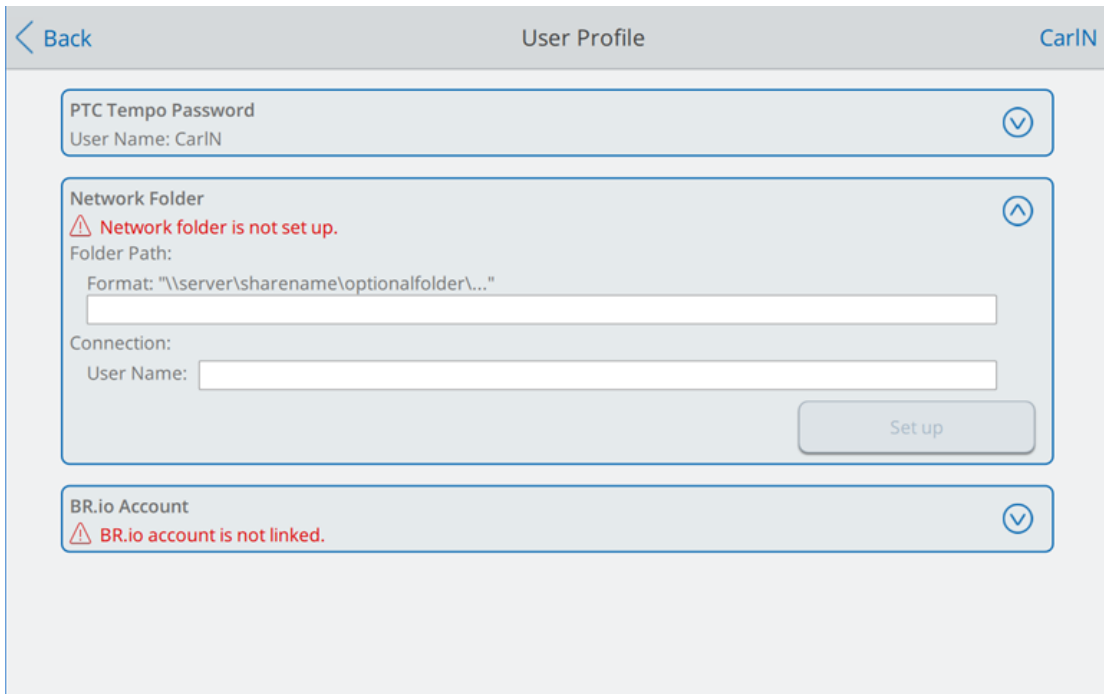 Back User Profile CarlN
PTC Tempo Password
User Name: CarlN
Network Folder
Network folder is not set up.
Folder Path:
Format: "\\server\sharename\optionalfolder\..."
Connection:
User Name:
Set up
BR.io Account
BR.io account is not linked.